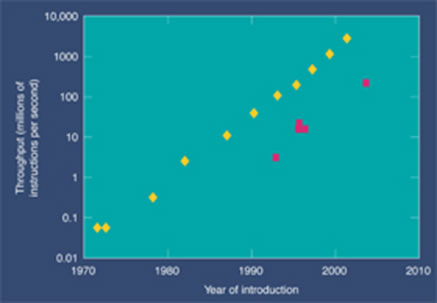 10,000
1000
100
10
1
0.1
0.01
Throughput (millions of
instructions per second)
1970 1980 1990 2000 2010
Year of introduction